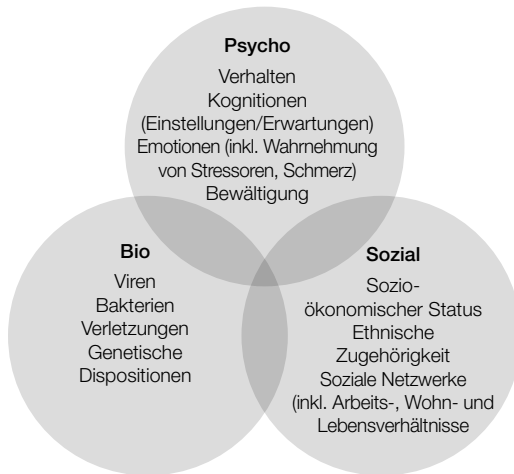 Psycho
Verhalten
Kognitionen
(Einstellungen/Erwartungen)
Emotionen (inkl. Wahrnehmung
von Stressoren, Schmerz)
Bewältigung
Bio
Viren
Bakterien
Verletzungen
Genetische
Dispositionen
Sozial
Sozio-
ökonomischer Status
Ethnische
Zugehörigkeit
Soziale Netzwerke
(inkl. Arbeits-, Wohn- und
Lebensverhältnisse